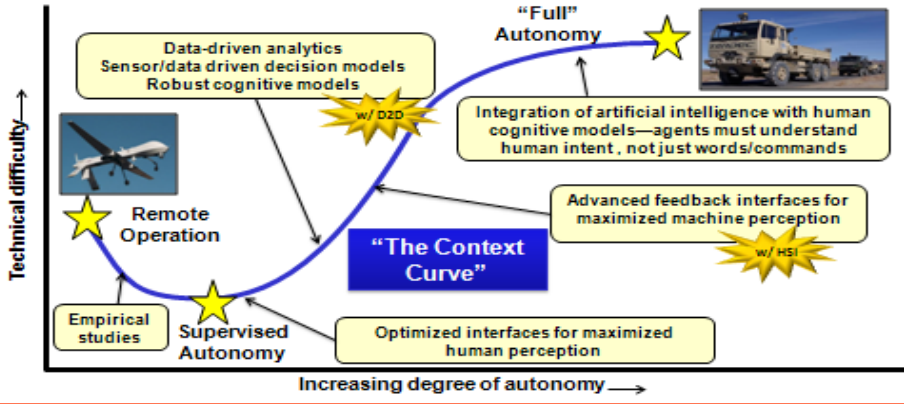 “Full”
Autonomy
Data-driven analytics
Sensor/data driven decision models
Robust cognitive models
w/ D2D
Integration of artificial intelligence with human
cognitive models—agents must understand
human intent , not just words/commands
Technical difficulty
Remote
Operation
Advanced feedback interfaces for
maximized machine perception
w/ HSI
“The Context
Curve”
Empirical
studies
Supervised
Autonomy
Optimized interfaces for maximized
human perception
Increasing degree of autonomy